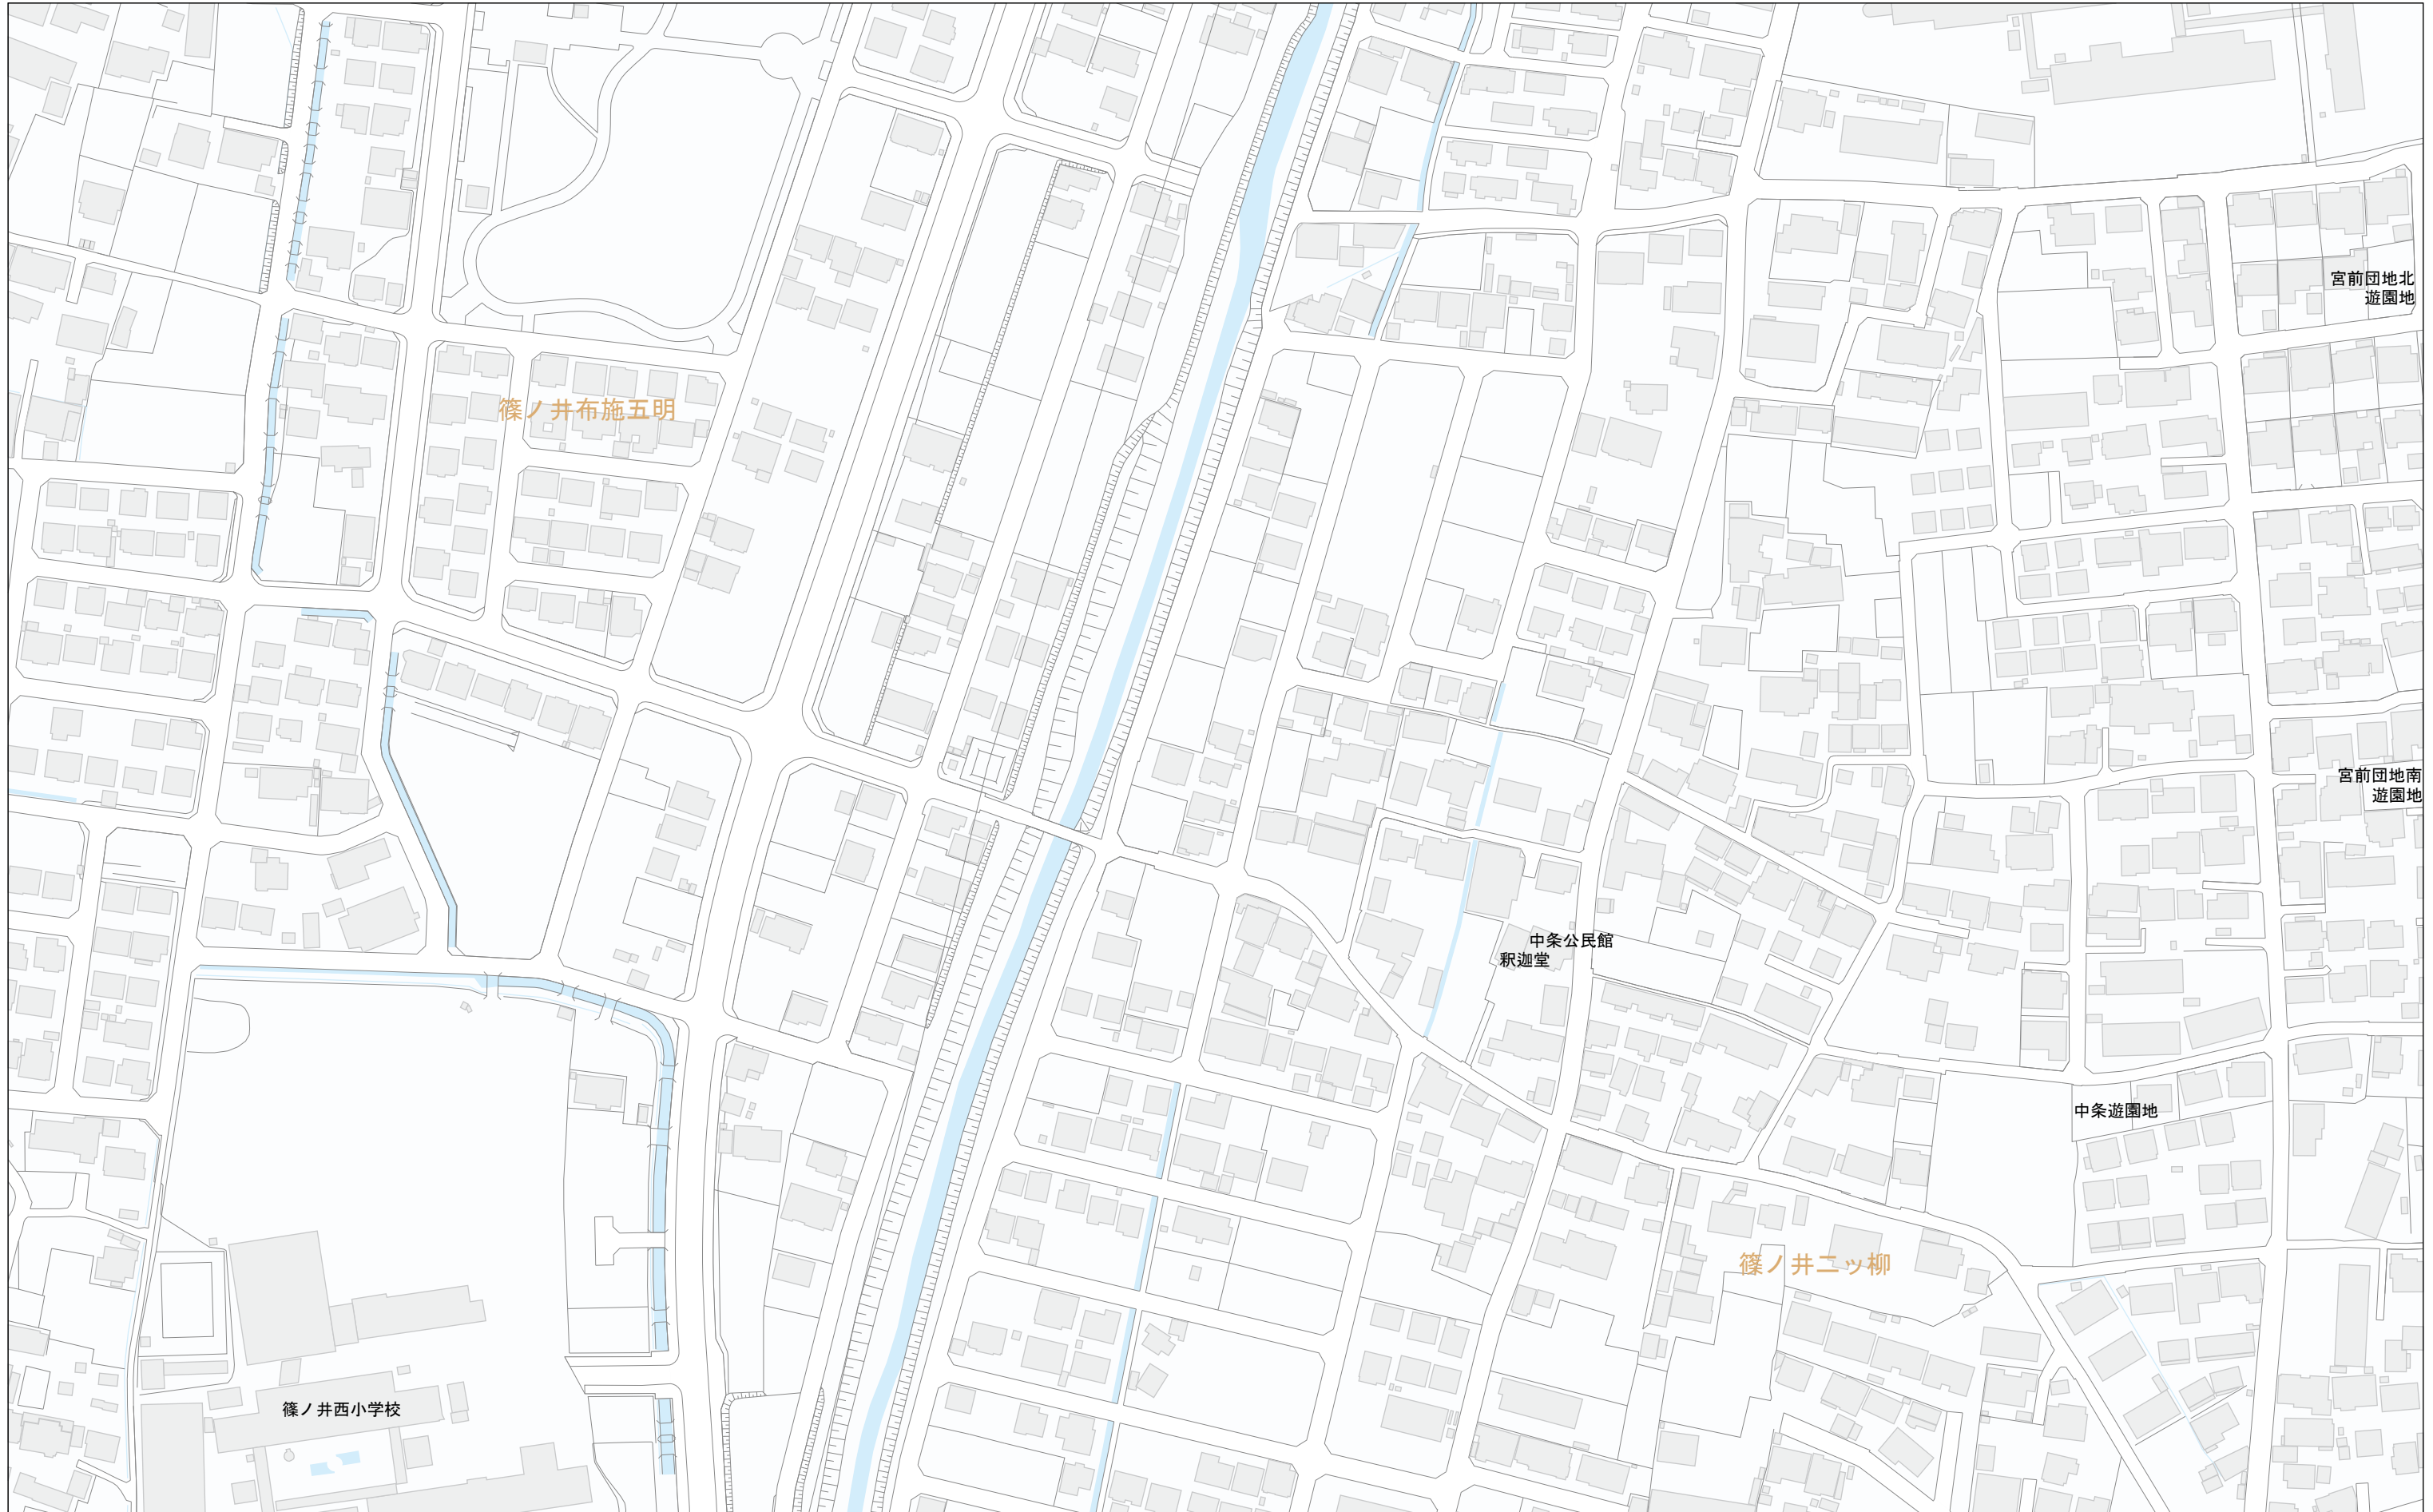 宮前団地北
遊園地
篠ノ井布施五明
宮前団地南
遊園地
中条公民館
釈迦堂
中条遊園地
篠ノ井二ッ柳
篠ノ井西小学校